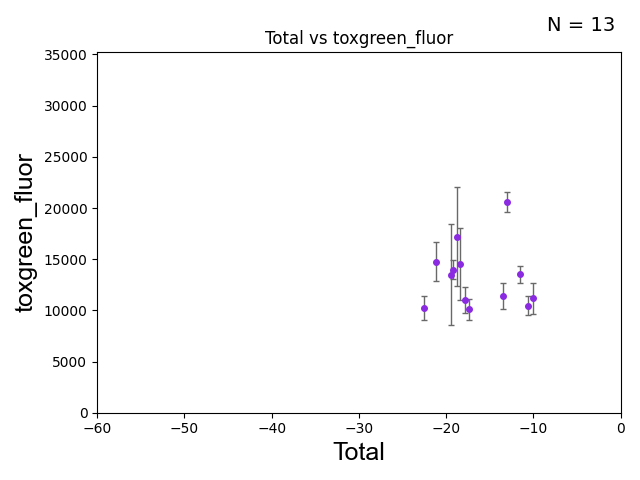 N = 13
Total vs toxgreen_fluor
35000
30000
25000
20000
15000
10000
5000
0
toxgreen_fluor
−60 −50 −40 −30 −20 −10 0
Total